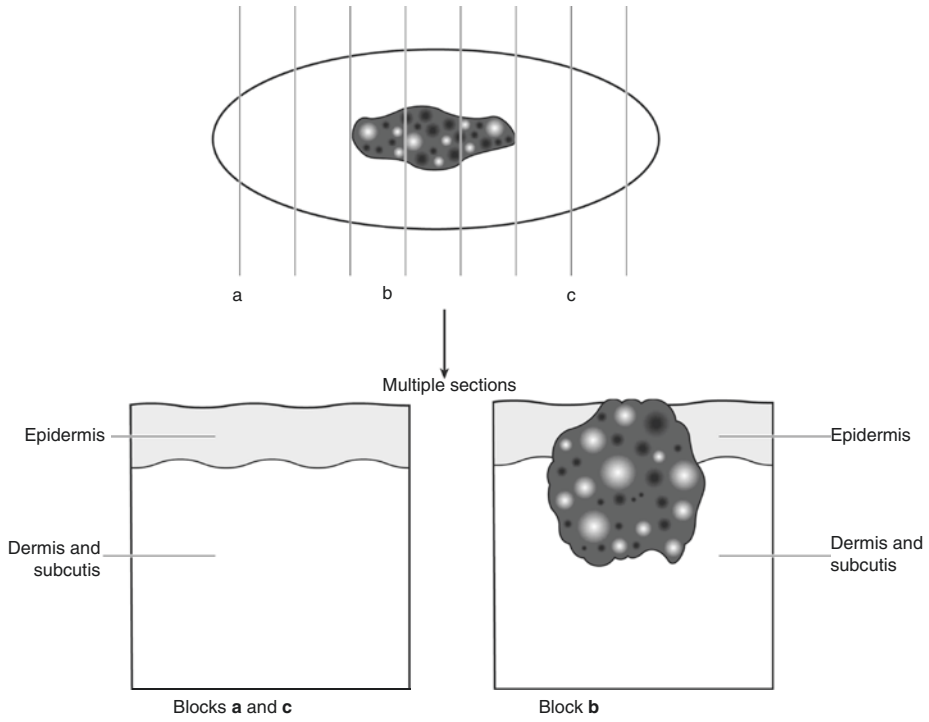 a
b
c
Multiple sections
Epidermis
Dermis and
subcutis
Epidermis
Dermis and
subcutis
Blocks a and c
Block b